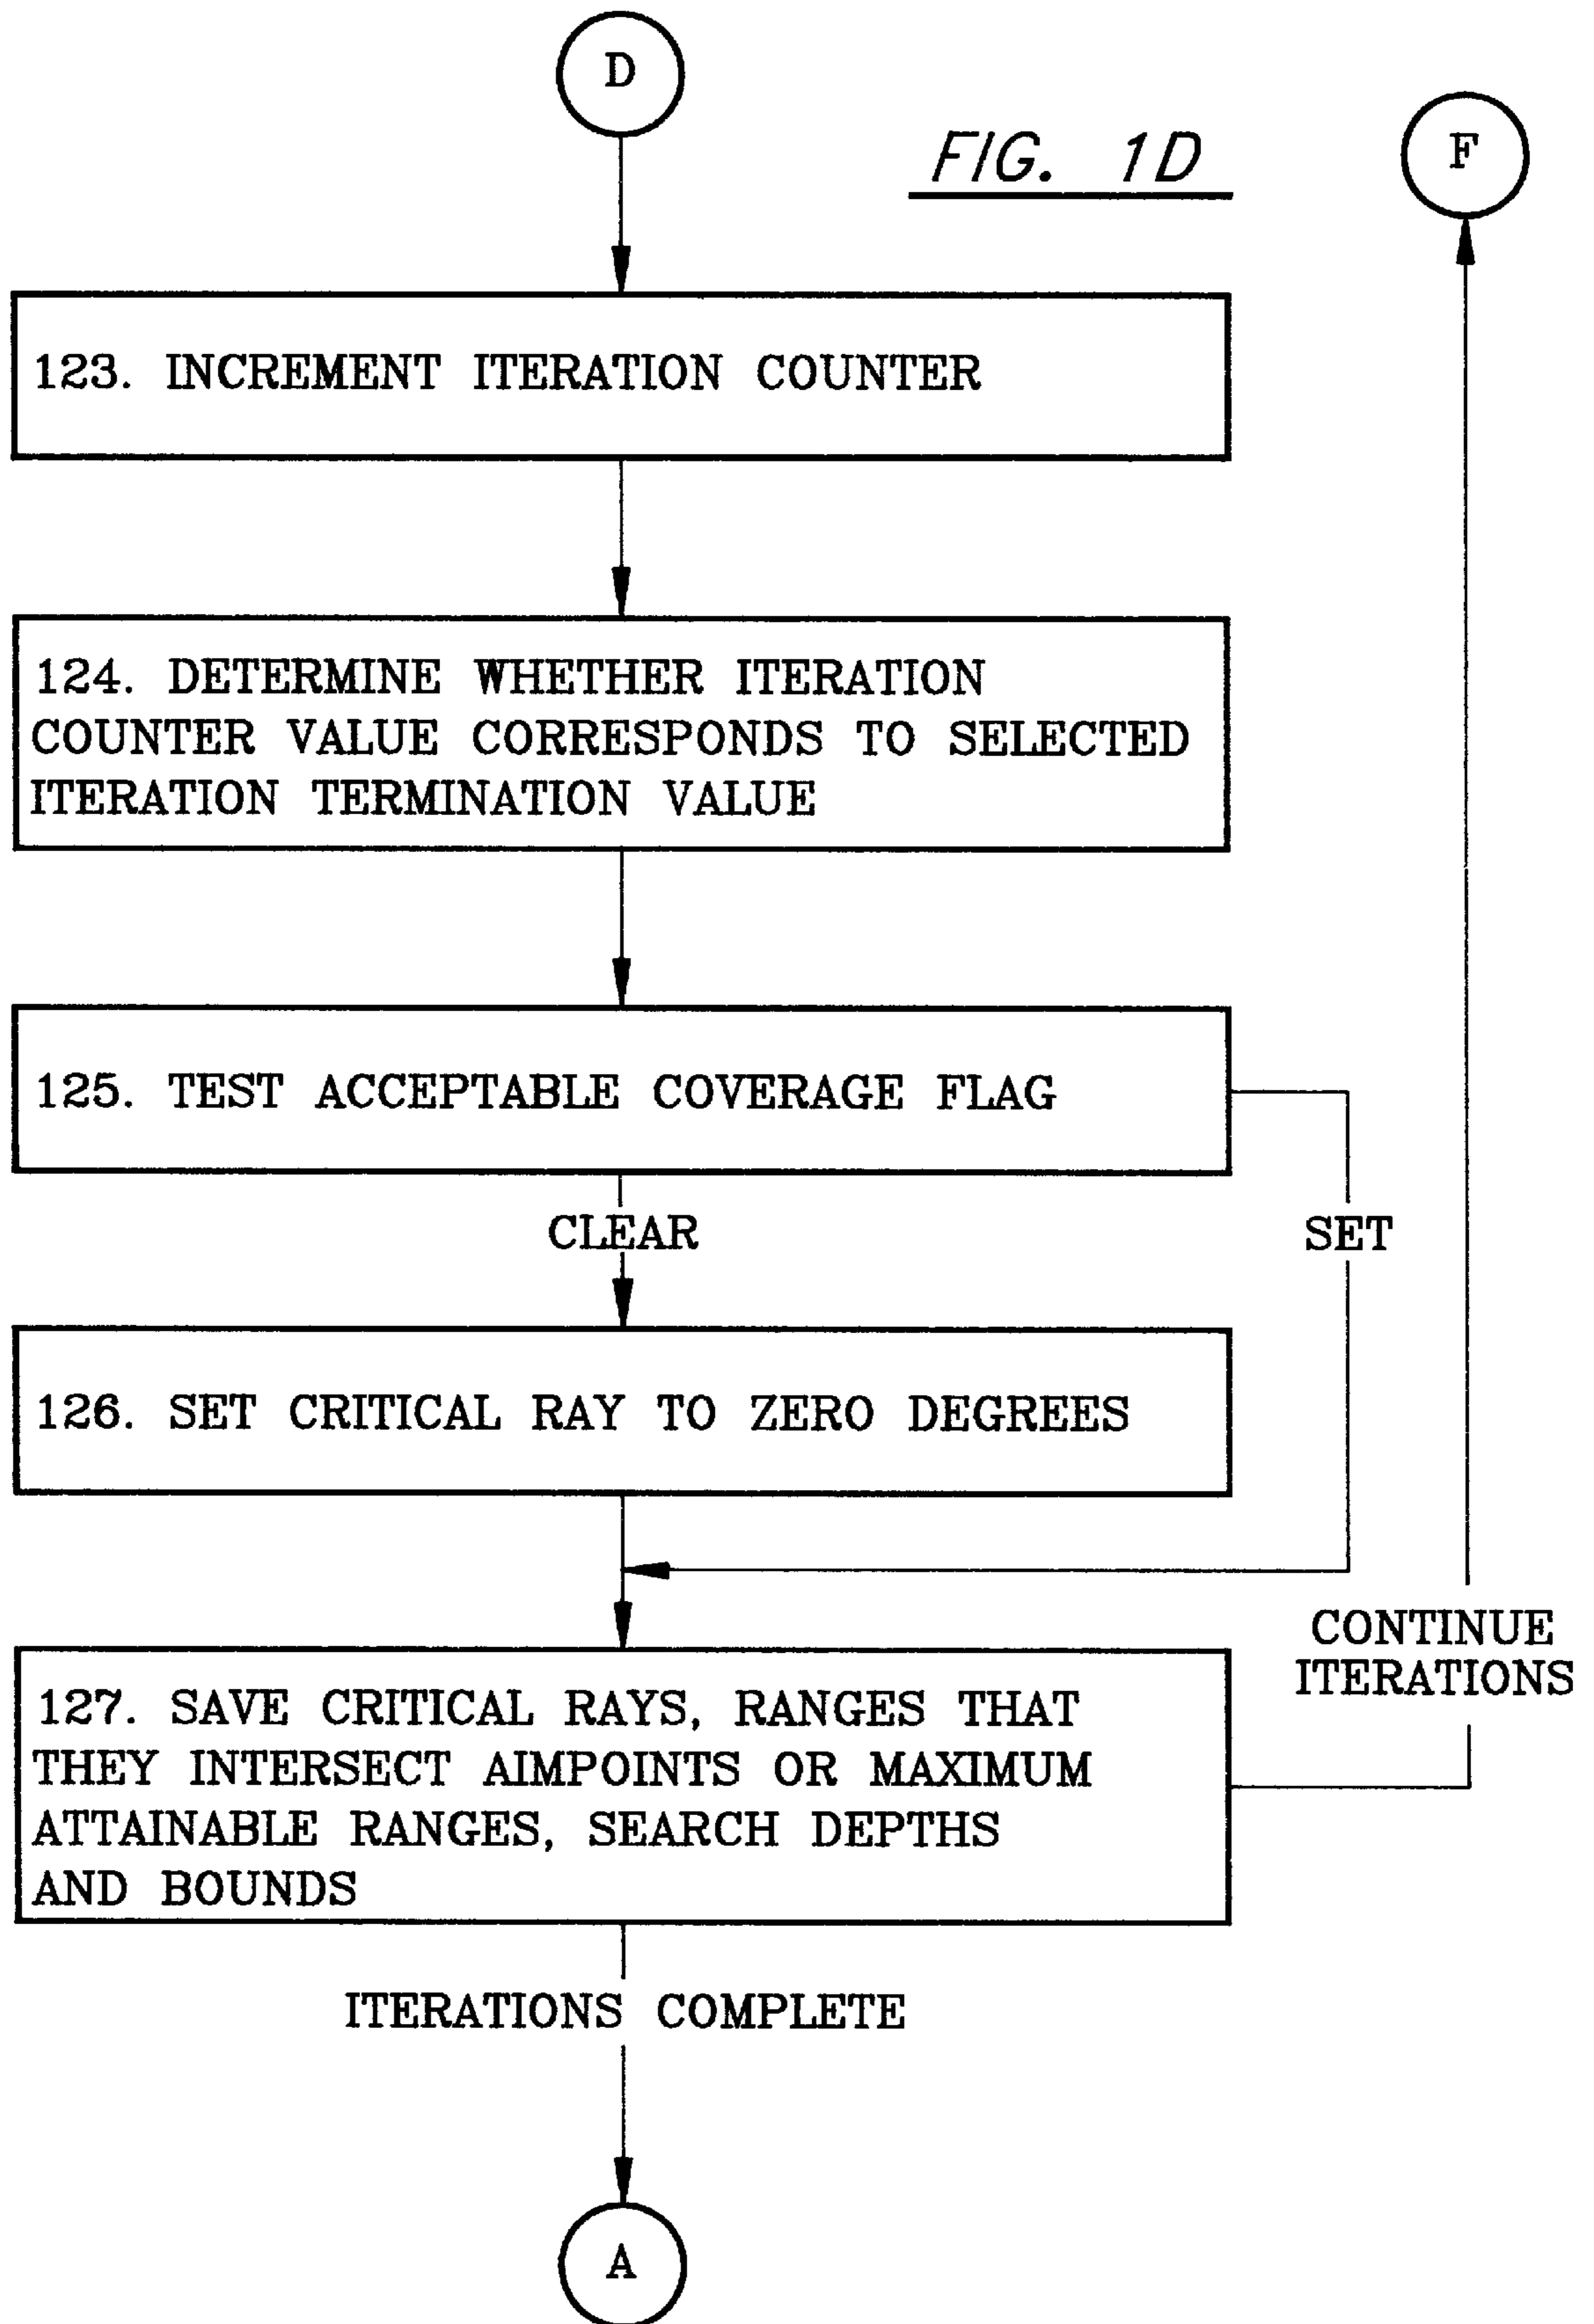 D
FIG. 1D
F
123. INCREMENT ITERATION COUNTER
124. DETERMINE WHETHER ITERATION
COUNTER VALUE CORRESPONDS TO SELECTED
ITERATION TERMINATION VALUE
125. TEST ACCEPTABLE COVERAGE FLAG
CLEAR
SET
126. SET CRITICAL RAY TO ZERO DEGREES
CONTINUE
ITERATIONS
127. SAVE CRITICAL RAYS, RANGES THAT
THEY INTERSECT AIMPOINTS OR MAXIMUM
ATTAINABLE RANGES, SEARCH DEPTHS
AND BOUNDS
ITERATIONS COMPLETE
A